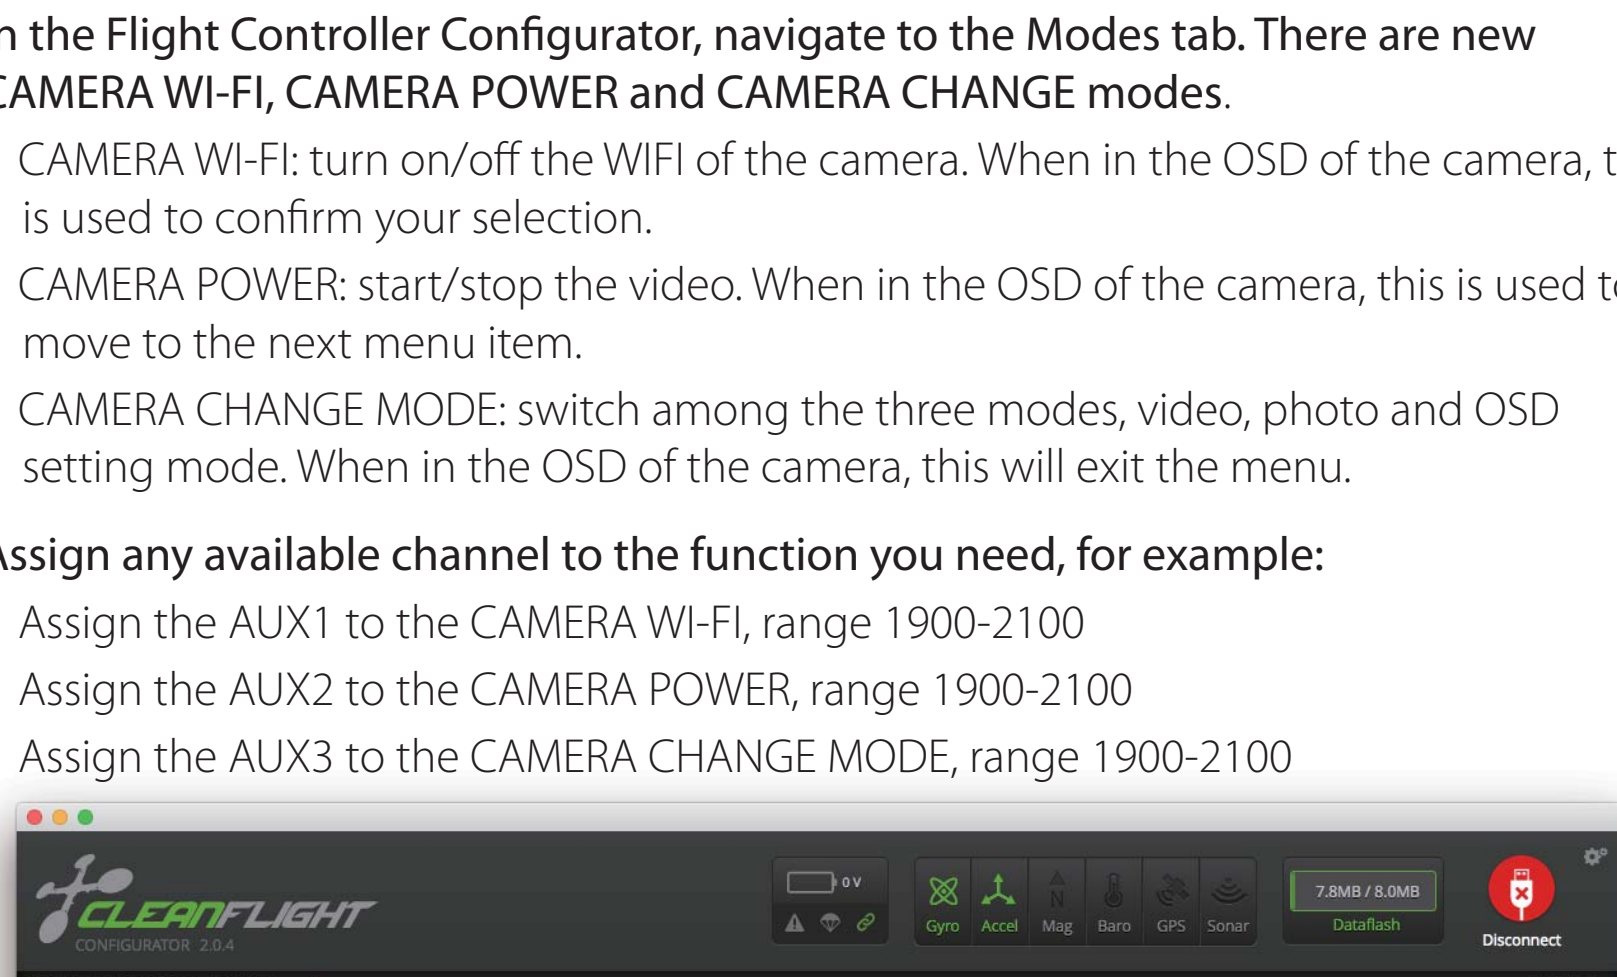 n the Flight Controller Configurator, navigate to the Modes tab. There are new
CAMERA WI-FI, CAMERA POWER and CAMERA CHANGE modes.
CAMERA WI-FI: turn on/off the WIFI of the camera. When in the OSD of the camera, t
is used to confirm your selection.
CAMERA POWER: start/stop the video. When in the OSD of the camera, this is used to
move to the next menu item.
CAMERA CHANGE MODE: switch among the three modes, video, photo and OSD
setting mode. When in the OSD of the camera, this will exit the menu.
Assign any available channel to the function you need, for example:
Assign the AUX1 to the CAMERA WI-FI, range 1900-2100
Assign the AUX2 to the CAMERA POWER, range 1900-2100
Assign the AUX3 to the CAMERA CHANGE MODE, range 1900-2100
CLEANFLIGHT
CONFIGURATOR 2.0.4
0 V
Gyro Accel Mag Baro GPS Sonar
7.8MB / 8.0MB
Dataflash
Disconnect